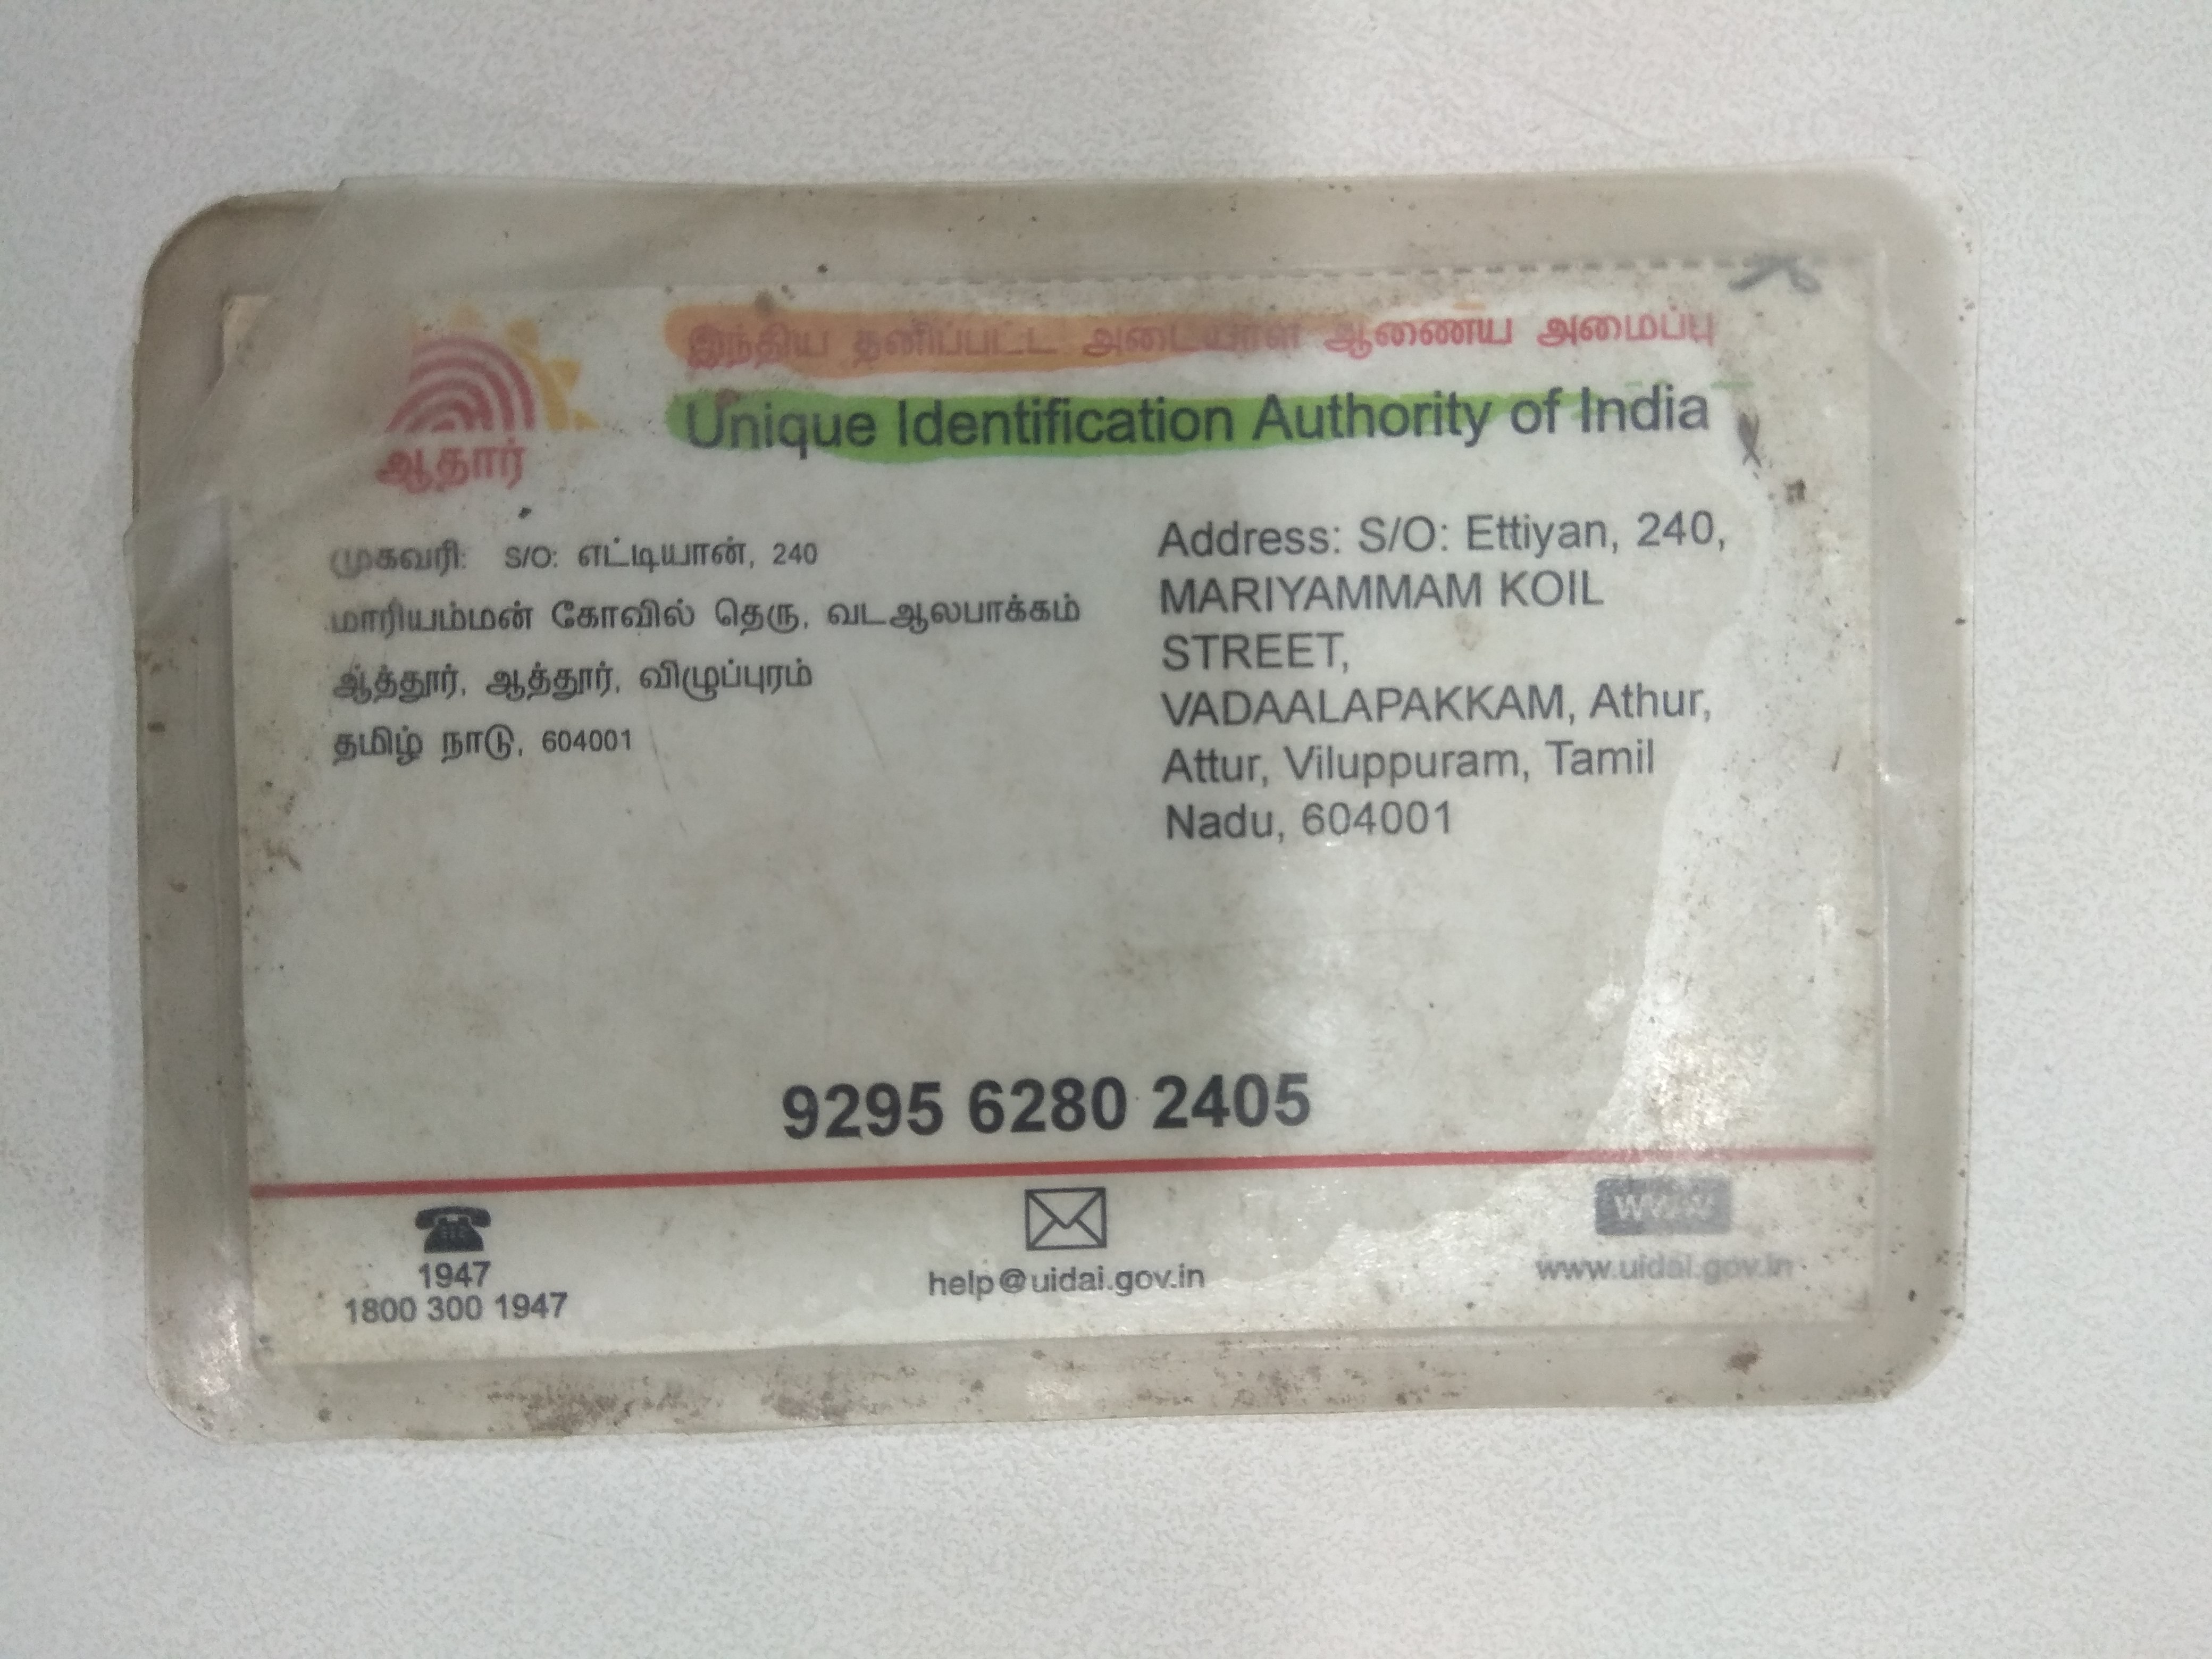 இந்திய தனிப்பட்ட அடையாள ஆணைய அமைப்பு
Unique Identification Authority of India
ஆதார்
முகவரி: S/O: எட்டியான், 240
மாரியம்மன் கோவில் தெரு, வடஆலபாக்கம்
ஆத்தூர், ஆத்தூர், விழுப்புரம்
தமிழ் நாடு, 604001
Address: S/O: Ettiyan, 240,
MARIYAMMAM KOIL
STREET,
VADAALAPAKKAM, Athur,
Attur, Viluppuram, Tamil
Nadu, 604001
9295 6280 2405
1947
1800 300 1947
help@uidai.gov.in
www
www.uidai.gov.in